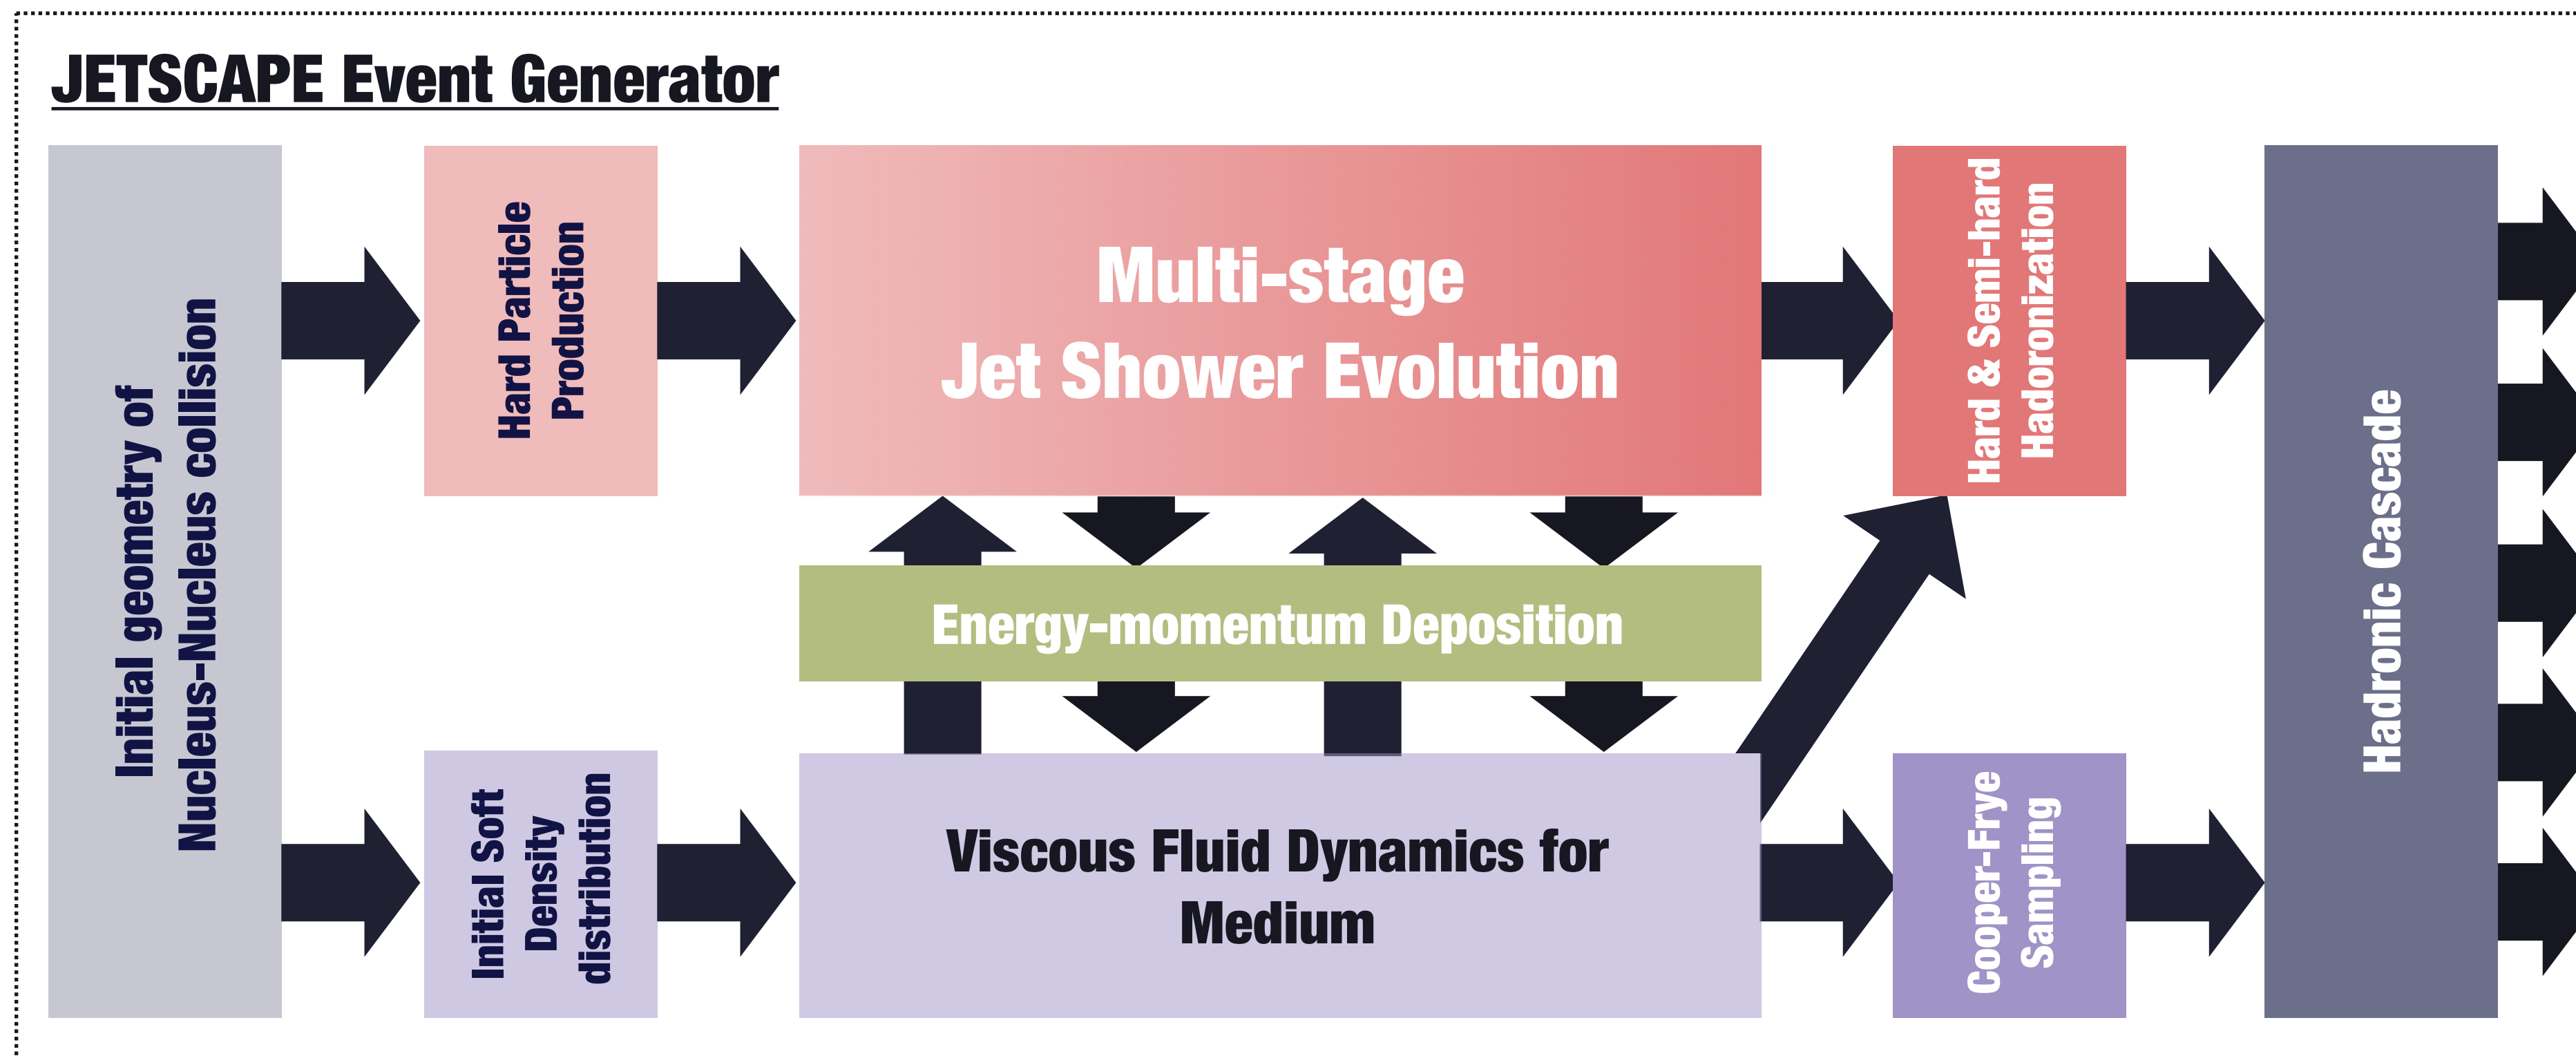 JETSCAPE Event Generator
Initial geometry of
Nucleus-Nucleus collision
Hard Particle
Production
Multi-stage
Jet Shower Evolution
Hard & Semi-hard
Hadoronization
Energy-momentum Deposition
Initial Soft
Density
distribution
Viscous Fluid Dynamics for
Medium
Cooper-Frye
Sampling
Hadronic Cascade